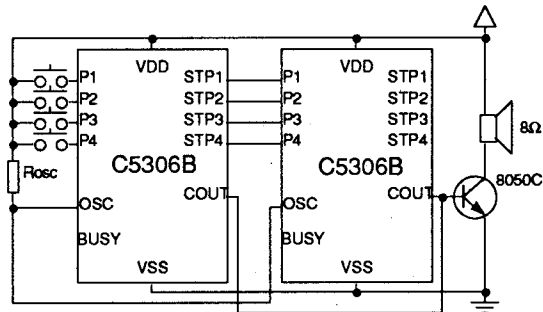 VDD
P1
P2
P3
P4
STP1
STP2
STP3
STP4
C5306B
Rosc
OSC
COUT
BUSY
VSS
VDD
P1
P2
P3
P4
STP1
STP2
STP3
STP4
C5306B
OSC
COUT
BUSY
VSS
8Ω
8050C